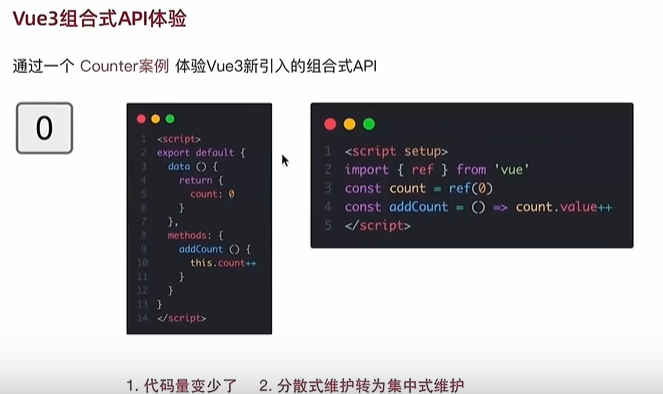 Vue3组合式API体验
通过一个 Counter案例 体验Vue3新引入的组合式API
0
1 <script>
2 export default {
3 data () {
4 return {
5 count: 0
6 }
7 },
8 methods: {
9 addCount () {
10 this.count++
11 }
12 }
13 }
14 </script>
1 <script setup>
2 import { ref } from 'vue'
3 const count = ref(0)
4 const addCount = () => count.value++
5 </script>
1. 代码量变少了 2. 分散式维护转为集中式维护